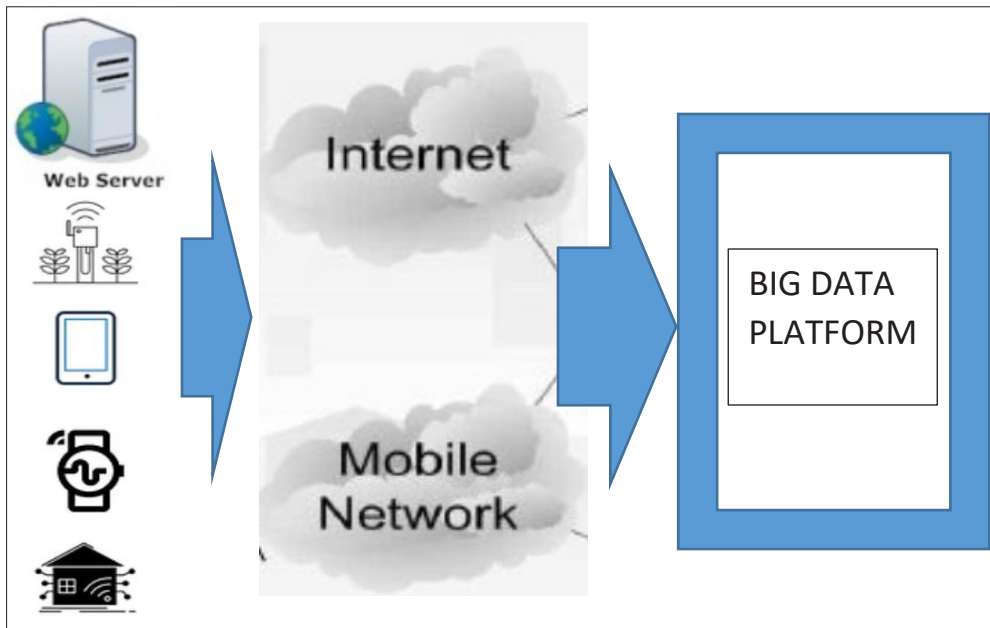 Web Server
Internet
Mobile
Network
BIG DATA
PLATFORM